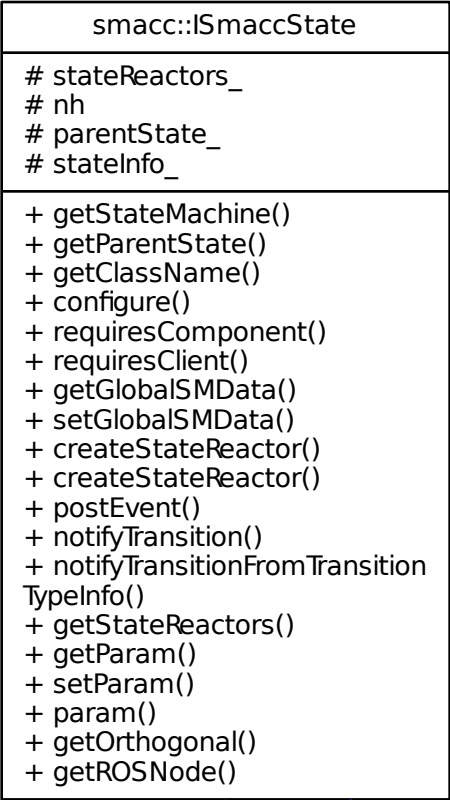 smacc::ISmaccState
# stateReactors_
# nh
# parentState_
# stateInfo_
+ getStateMachine()
+ getParentState()
+ getClassName()
+ configure()
+ requiresComponent()
+ requiresClient()
+ getGlobalSMData()
+ setGlobalSMData()
+ createStateReactor()
+ createStateReactor()
+ postEvent()
+ notifyTransition()
+ notifyTransitionFromTransition
TypeInfo()
+ getStateReactors()
+ getParam()
+ setParam()
+ param()
+ getOrthogonal()
+ getROSNode()